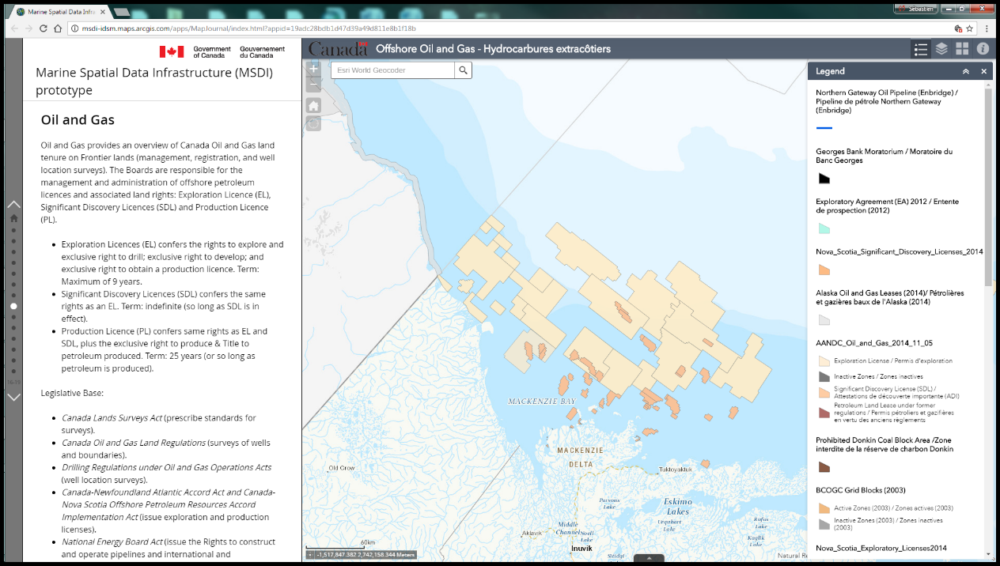 Marine Spatial Data Infra
Sebastien
msdi-idsm.maps.arcgis.com/apps/MapJournal/index.html?appid=19adc28bdb1d47d39a49d811e8b1f18b
Government of Canada
Gouvernement du Canada
Marine Spatial Data Infrastructure (MSDI)
prototype
Oil and Gas
Oil and Gas provides an overview of Canada Oil and Gas land
tenure on Frontier lands (management, registration, and well
location surveys). The Boards are responsible for the
management and administration of offshore petroleum
licences and associated land rights: Exploration Licence (EL),
Significant Discovery Licences (SDL) and Production Licence
(PL).
• Exploration Licences (EL) confers the rights to explore and
exclusive right to drill; exclusive right to develop; and
exclusive right to obtain a production licence. Term:
Maximum of 9 years.
• Significant Discovery Licences (SDL) confers the same
rights as an EL. Term: indefinite (so long as SDL is in
effect).
• Production Licence (PL) confers same rights as EL and
SDL, plus the exclusive right to produce & Title to
petroleum produced. Term: 25 years (or so long as
petroleum is produced).
Legislative Base:
• Canada Lands Surveys Act (prescribe standards for
surveys).
• Canada Oil and Gas Land Regulations (surveys of wells
and boundaries).
• Drilling Regulations under Oil and Gas Operations Acts
(well location surveys).
• Canada-Newfoundland Atlantic Accord Act and Canada-
Nova Scotia Offshore Petroleum Resources Accord
Implementation Act (issue exploration and production
licenses).
• National Energy Board Act (issue the Rights to construct
and operate pipelines and international and
16-19
Canada
Offshore Oil and Gas - Hydrocarbures extracôtiers
+
−
Esri World Geocoder
MACKENZIE BAY
MACKENZIE
DELTA
Old Crow
Tuktoyaktuk
Parsons
Lake
Eskimo
Lakes
Urquhart
Lake
Rufus
Lake
Middle
Channel
Noell
Lake
Kaglik
Lake
Aklavik
Inuvik
Sitidgi
Natural Re
60km
-1,517,847.382 2,742,158.344 Meters
Legend
Northern Gateway Oil Pipeline (Enbridge) /
Pipeline de pétrole Northern Gateway
(Enbridge)
Georges Bank Moratorium / Moratoire du
Banc Georges
Exploratory Agreement (EA) 2012 / Entente
de prospection (2012)
Nova_Scotia_Significant_Discovery_Licenses_2014
Alaska Oil and Gas Leases (2014)/ Pétrolières
et gazières baux de l'Alaska (2014)
AANDC_Oil_and_Gas_2014_11_05
Exploration License / Permis d'exploration
Inactive Zones / Zones inactives
Significant Discovery License (SDL) /
Attestations de découverte importante (ADI)
Petroleum Land Lease under former
regulations / Permis pétroliers et gazifières
en vertu des anciens réglements
Prohibited Donkin Coal Block Area /Zone
interdite de la réserve de charbon Donkin
BCOGC Grid Blocks (2003)
Active Zones (2003) / Zones actives (2003)
Inactive Zones (2003) / Zones inactives
(2003)
Nova_Scotia_Exploratory_Licenses2014